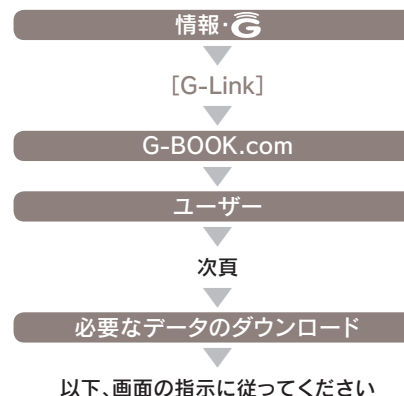 情報・G
[G-Link]
G-BOOK.com
ユーザー
次頁
必要なデータのダウンロード
以下、画面の指示に従ってください